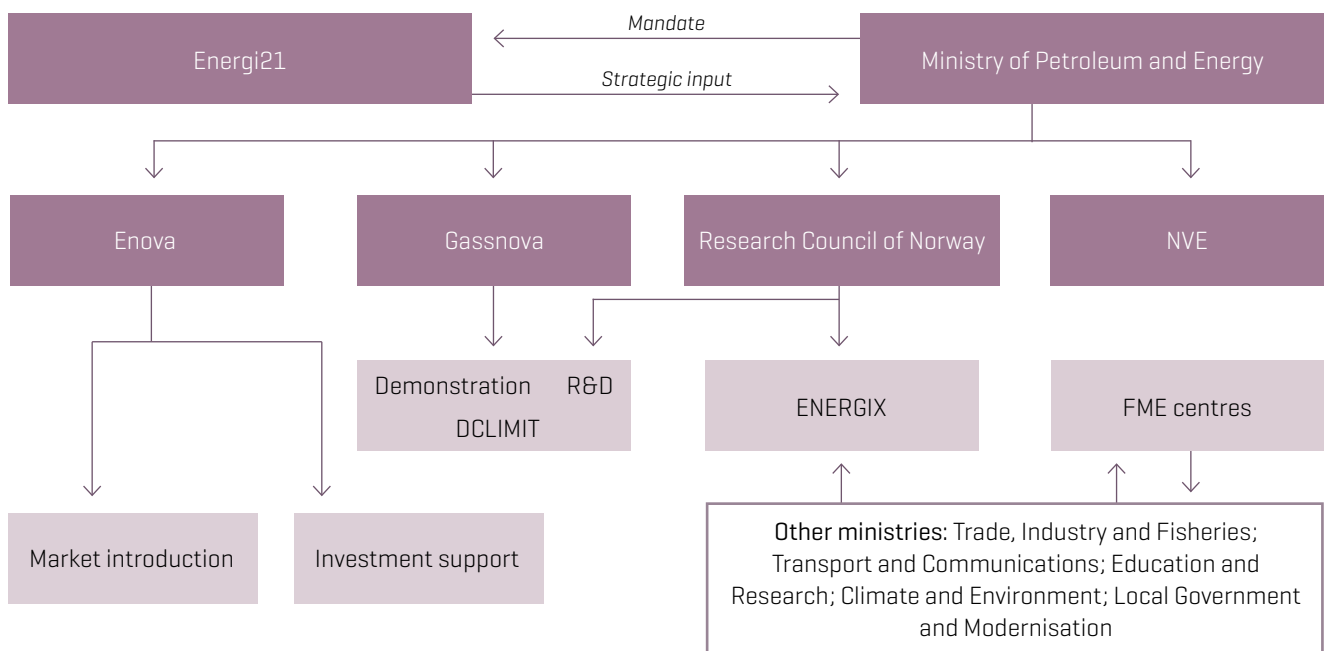 Mandate
Energi21
Ministry of Petroleum and Energy
Strategic input
Enova
Gassnova
Research Council of Norway
NVE
Demonstration R&D
DCLIMIT
ENERGIX
FME centres
Market introduction
Investment support
Other ministries: Trade, Industry and Fisheries;
Transport and Communications; Education and
Research; Climate and Environment; Local Government
and Modernisation